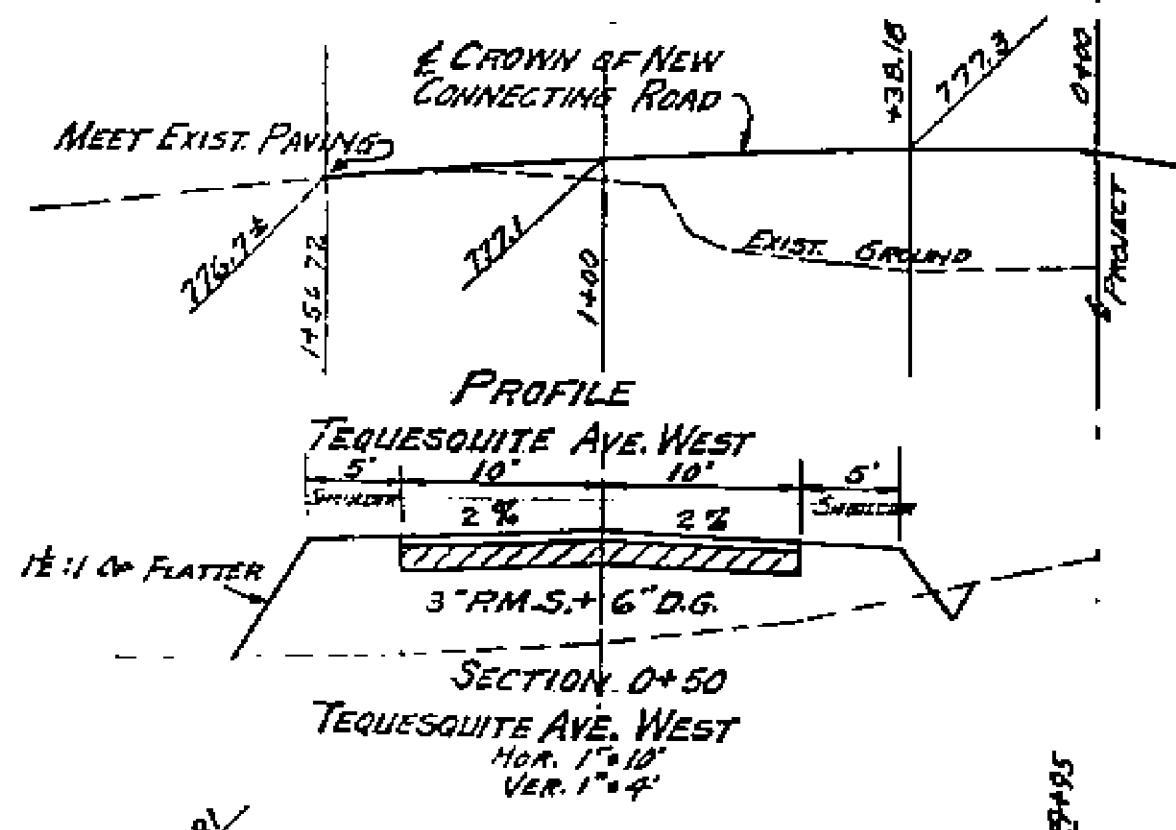 ℄ CROWN OF NEW
CONNECTING ROAD
MEET EXIST. PAVING
+38.18
777.3
0+00
776.7±
1+56.72
777.1
1+00
EXIST. GROUND
℄ PROJECT
PROFILE
TEQUESQUITE AVE. WEST
5' 10' 10' 5'
SHOULDER SHOULDER
2% 2%
1½:1 OR FLATTER
3" P.M.S. + 6" D.G.
SECTION 0+50
TEQUESQUITE AVE. WEST
HOR. 1"=10'
VER. 1"=4'